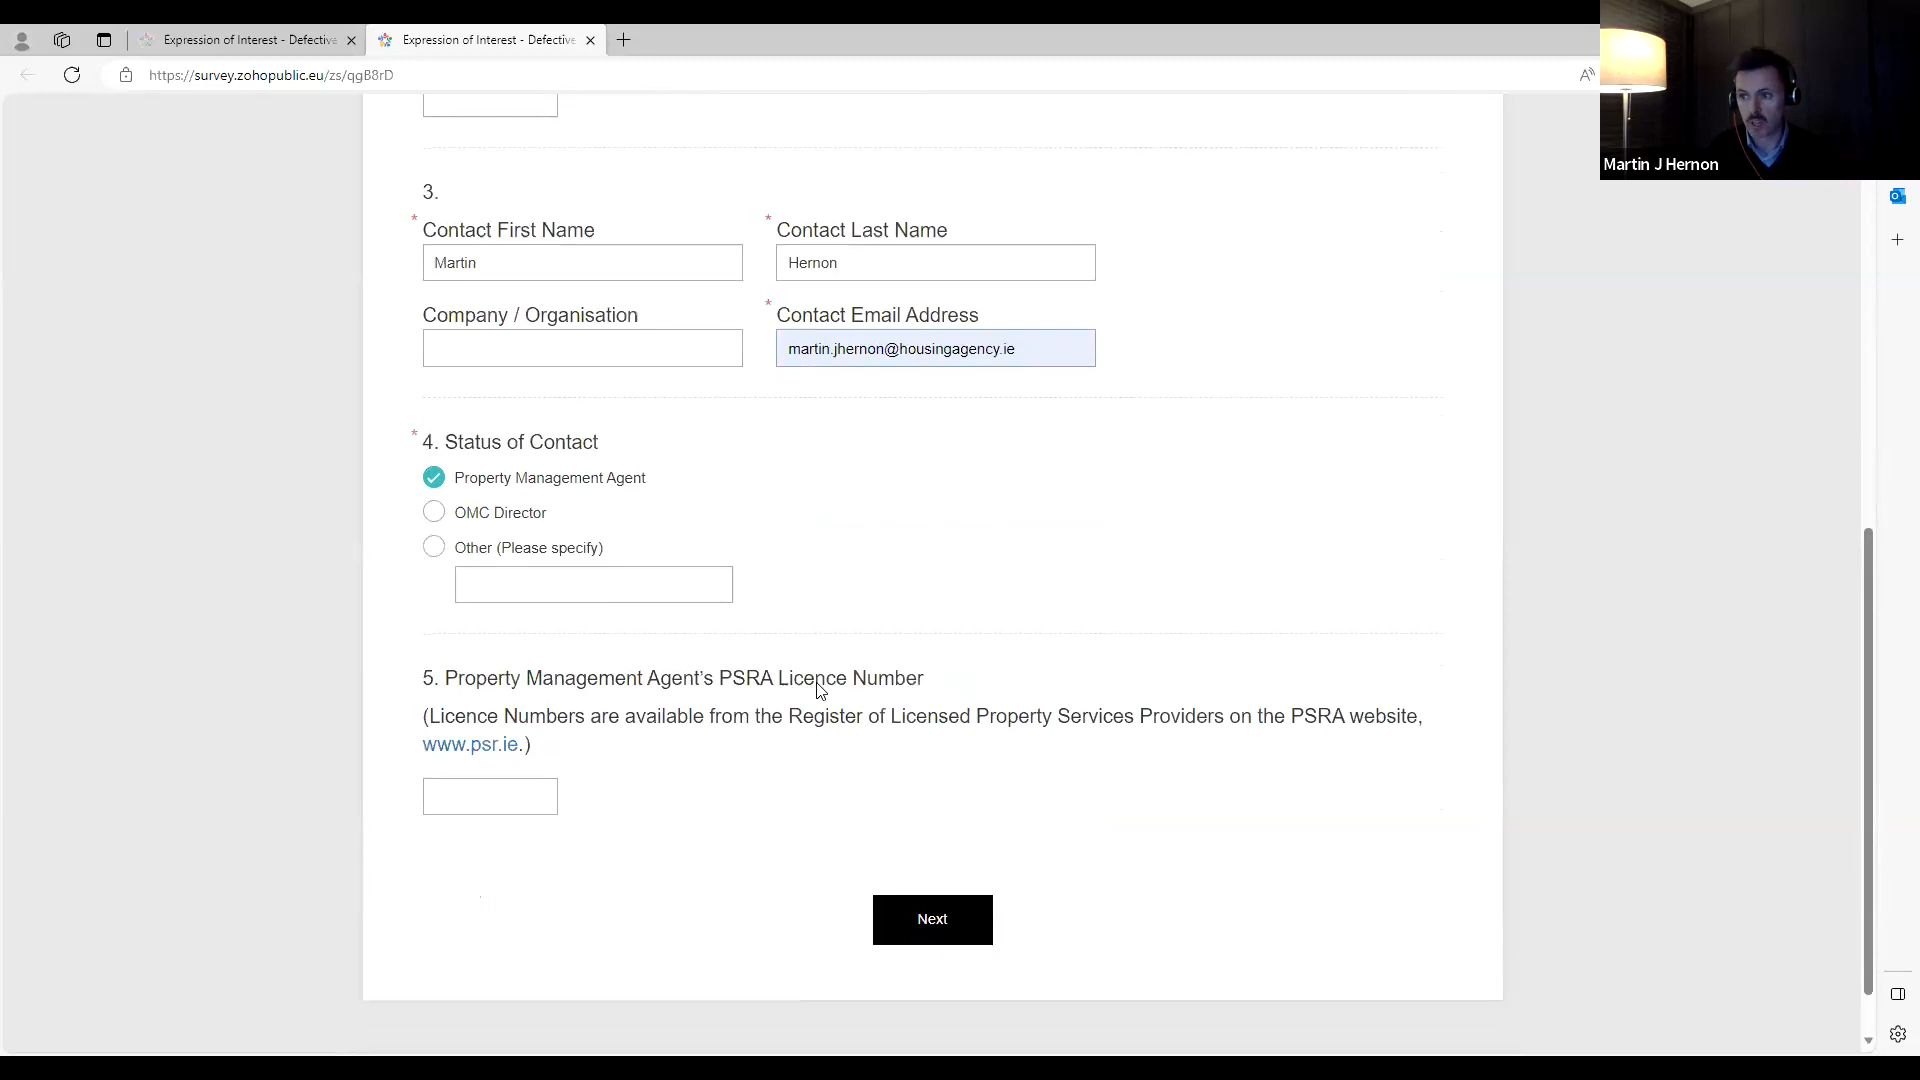 Expression of Interest - Defective
Expression of Interest - Defective
https://survey.zohopublic.eu/zs/qgB8rD
Martin J Hernon
3.
* Contact First Name
* Contact Last Name
Martin
Hernon
Company / Organisation
* Contact Email Address
martin.jhernon@housingagency.ie
* 4. Status of Contact
Property Management Agent
OMC Director
Other (Please specify)
5. Property Management Agent’s PSRA Licence Number
(Licence Numbers are available from the Register of Licensed Property Services Providers on the PSRA website,
www.psr.ie.)
Next